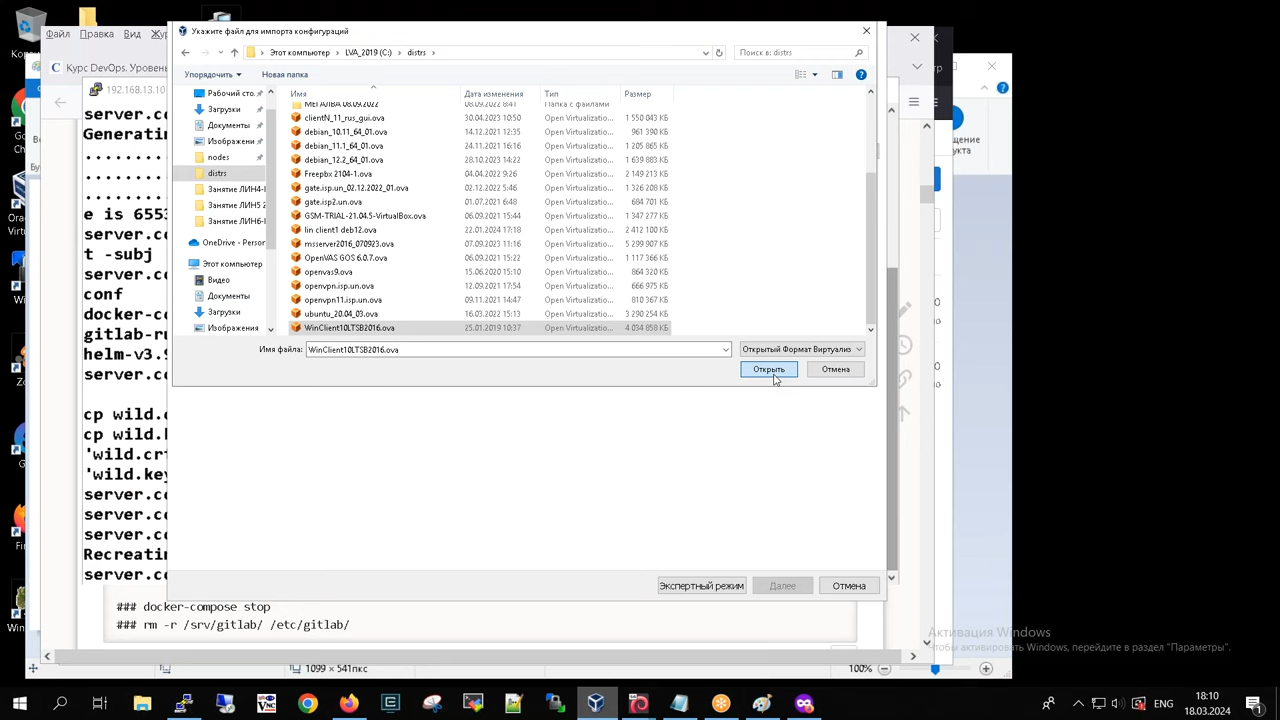 Укажите файл для импорта конфигураций
Файл Правка Вид
Этот компьютер > LVA_2019 (C:) > distrs >
Поиск в: distrs
Курс DevOps. Уровень
Упорядочить
Новая папка
192.168.13.10
Имя
Дата изменения
Тип
Размер
Рабочий сто.
Загрузки
Документы
Изображени
nodes
distrs
Занятие ЛИН4-
Занятие ЛИН5 2
Занятие ЛИН6-
OneDrive - Person
Этот компьютер
Видео
Документы
Загрузки
Изображения
МЕГАЛВА 08.09.2022 08.09.2022 8:41 Папка с файлами
clientN_11_rus_gui.ova 30.04.2023 10:50 Open Virtualizatio... 1 550 043 КБ
debian_10.11_64_01.ova 14.12.2021 12:35 Open Virtualizatio... 961 390 КБ
debian_11.1_64_01.ova 24.11.2021 16:16 Open Virtualizatio... 1 205 865 КБ
debian_12.2_64_01.ova 28.10.2023 14:22 Open Virtualizatio... 1 639 883 КБ
Freepbx 2104-1.ova 04.04.2022 9:26 Open Virtualizatio... 2 149 213 КБ
gate.isp.un_02.12.2022_01.ova 02.12.2022 5:46 Open Virtualizatio... 1 326 208 КБ
gate.isp2.un.ova 01.07.2021 6:48 Open Virtualizatio... 684 701 КБ
GSM-TRIAL-21.04.5-VirtualBox.ova 06.09.2021 15:44 Open Virtualizatio... 1 347 277 КБ
lin client1 deb12.ova 22.01.2024 17:18 Open Virtualizatio... 2 412 100 КБ
msserver2016_070923.ova 07.09.2023 11:16 Open Virtualizatio... 5 299 907 КБ
OpenVAS GOS 6.0.7.ova 06.09.2021 15:22 Open Virtualizatio... 1 117 366 КБ
openvas9.ova 15.06.2020 15:10 Open Virtualizatio... 864 320 КБ
openvpn.isp.un.ova 12.09.2021 17:54 Open Virtualizatio... 666 975 КБ
openvpn11.isp.un.ova 09.11.2021 14:47 Open Virtualizatio... 810 367 КБ
ubuntu_20.04_03.ova 16.03.2022 15:13 Open Virtualizatio... 3 290 254 КБ
WinClient10LTSB2016.ova 25.01.2019 10:37 Open Virtualizatio... 4 034 858 КБ
Имя файла: WinClient10LTSB2016.ova
Открытый Формат Виртуализ
Открыть
Отмена
server.co
Generatin
e is 6553
server.co
t -subj
server.co
conf
docker-co
gitlab-ru
helm-v3.9
server.co
cp wild.c
cp wild.k
'wild.crt
'wild.key
server.co
server.co
server.co
Recreatin
server.co
Экспертный режим
Далее
Отмена
### docker-compose stop
### rm -r /srv/gitlab/ /etc/gitlab/
Активация Windows
Чтобы активировать Windows, перейдите в раздел "Параметры".
1099 × 541пкс
100%
ENG
18:10
18.03.2024